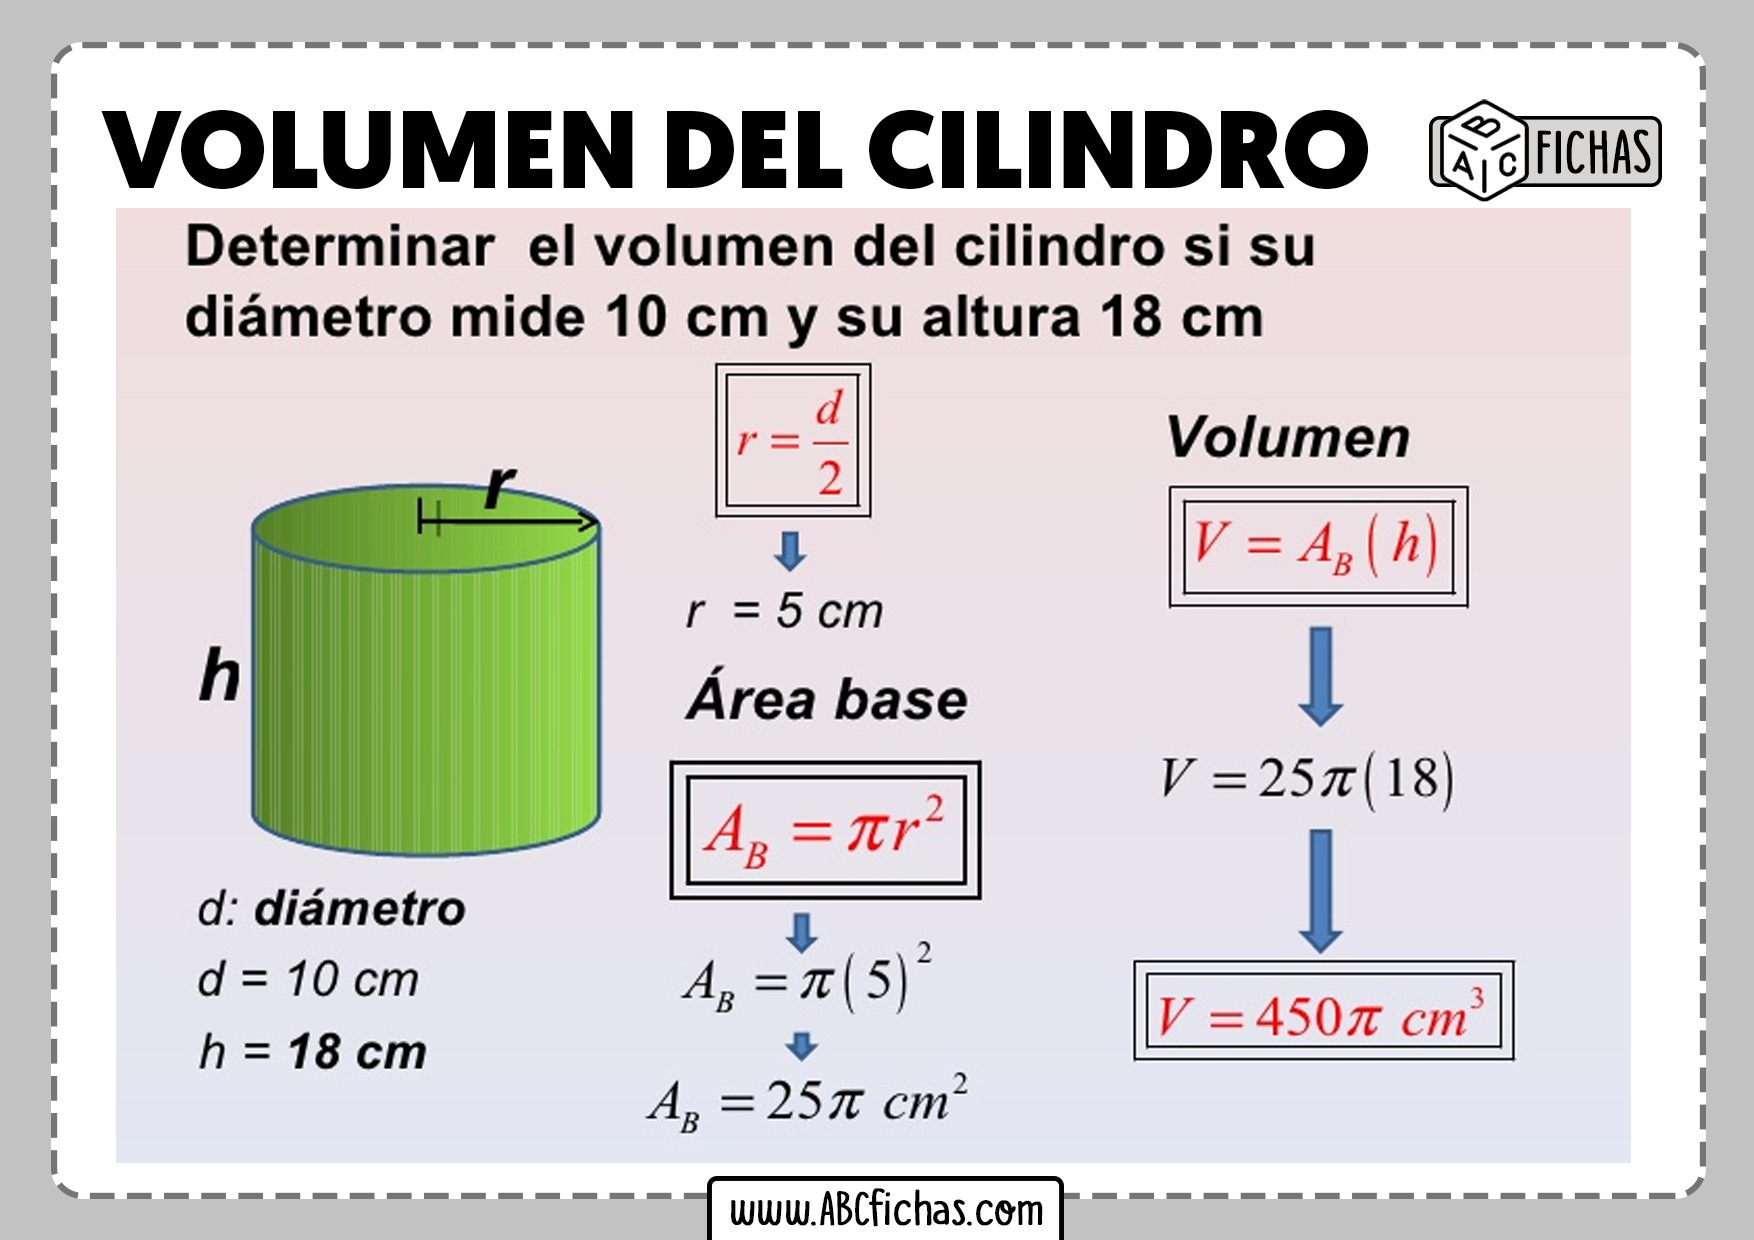 VOLUMEN DEL CILINDRO
A B C FICHAS
Determinar el volumen del cilindro si su
diámetro mide 10 cm y su altura 18 cm
r
h
d: diámetro
d = 10 cm
h = 18 cm
r = d/2
r = 5 cm
Área base
A_B = πr²
A_B = π(5)²
A_B = 25π cm²
Volumen
V = A_B (h)
V = 25π(18)
V = 450π cm³
www.ABCfichas.com